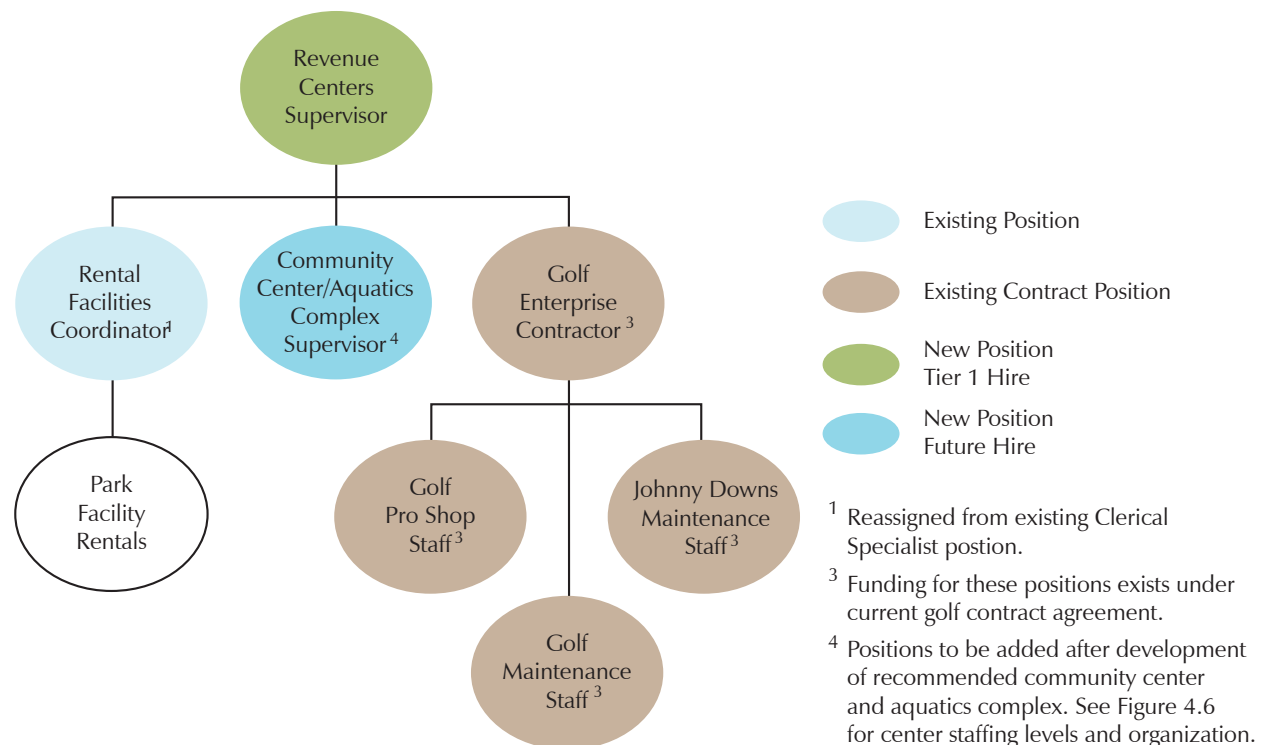 Revenue
Centers
Supervisor
Rental
Facilities
Coordinator1
Community
Center/Aquatics
Complex
Supervisor 4
Golf
Enterprise
Contractor 3
Park
Facility
Rentals
Golf
Pro Shop
Staff 3
Johnny Downs
Maintenance
Staff 3
Golf
Maintenance
Staff 3
Existing Position
Existing Contract Position
New Position
Tier 1 Hire
New Position
Future Hire
1 Reassigned from existing Clerical
Specialist postion.
3 Funding for these positions exists under
current golf contract agreement.
4 Positions to be added after development
of recommended community center
and aquatics complex. See Figure 4.6
for center staffing levels and organization.